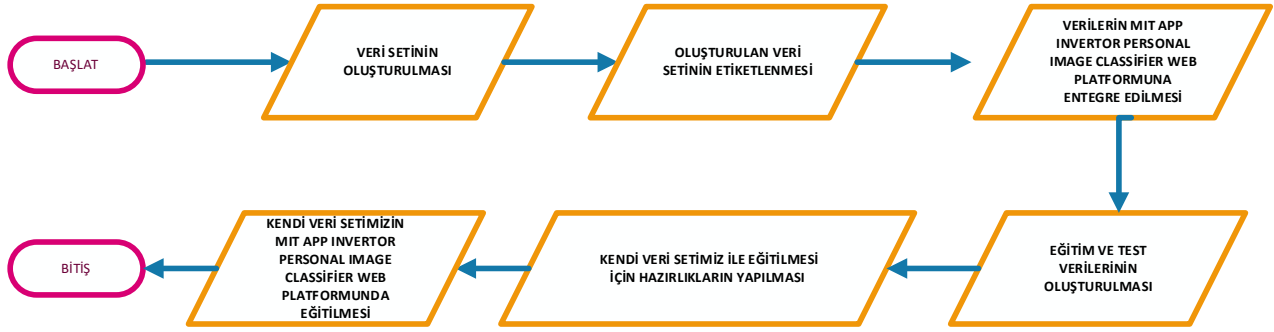 BAŞLAT
VERİ SETİNİN
OLUŞTURULMASI
OLUŞTURULAN VERİ
SETİNİN ETİKETLENMESİ
VERİLERİN MIT APP
INVERTOR PERSONAL
IMAGE CLASSIFIER WEB
PLATFORMUNA
ENTEGRE EDİLMESİ
EĞİTİM VE TEST
VERİLERİNİN
OLUŞTURULMASI
KENDİ VERİ SETİMİZ İLE EĞİTİLMESİ
İÇİN HAZIRLIKLARIN YAPILMASI
KENDİ VERİ SETİMİZİN
MIT APP INVERTOR
PERSONAL IMAGE
CLASSIFIER WEB
PLATFORMUNDA
EĞİTİLMESİ
BİTİŞ